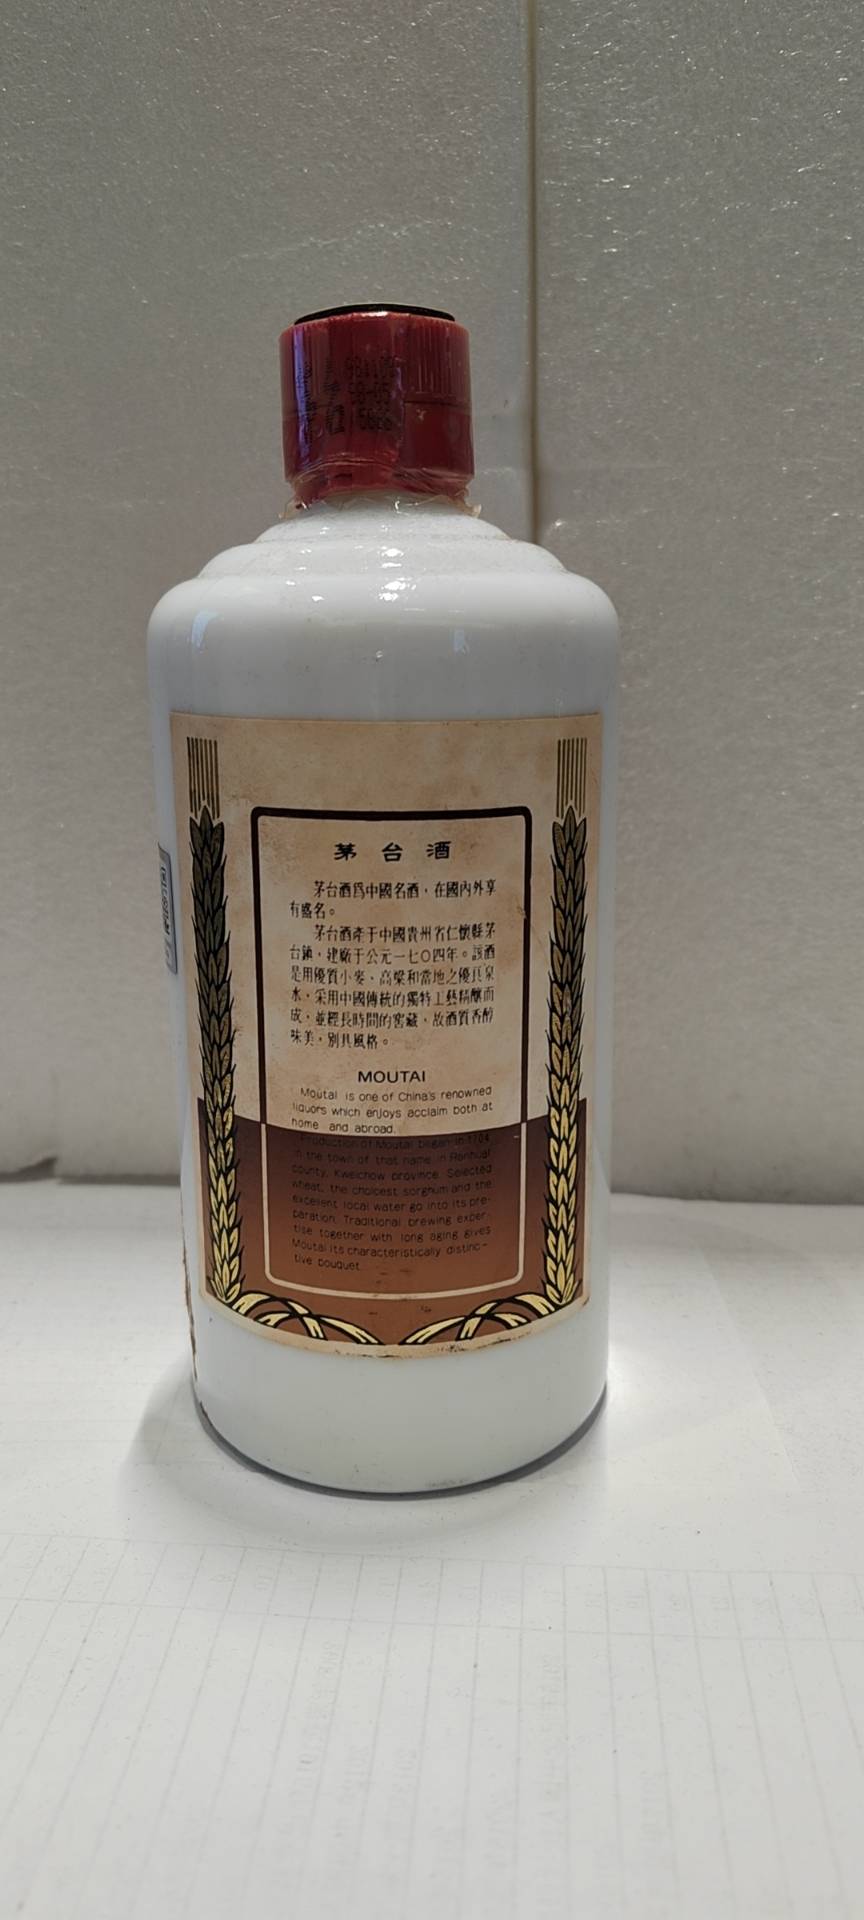 茅台酒
茅台酒爲中國名酒，在國內外享
有盛名。
茅台酒產于中國貴州省仁懷縣茅
台鎮，建廠于公元一七〇四年。該酒
是用優質小麥、高粱和當地之優良泉
水，采用中國傳統的獨特工藝精釀而
成，並經長時間的窖藏，故酒質香醇
味美，別具風格。
MOUTAI
Moutai is one of China's renowned
liquors which enjoys acclaim both at
home and abroad.
Production of Moutai began in 1704
in the town of that name in Renhuai
county, Kweichow province. Selected
wheat, the choicest sorghum and the
excellent local water go into its pre-
paration. Traditional brewing exper-
tise together with long aging gives
Moutai its characteristically distinc-
tive bouquet.